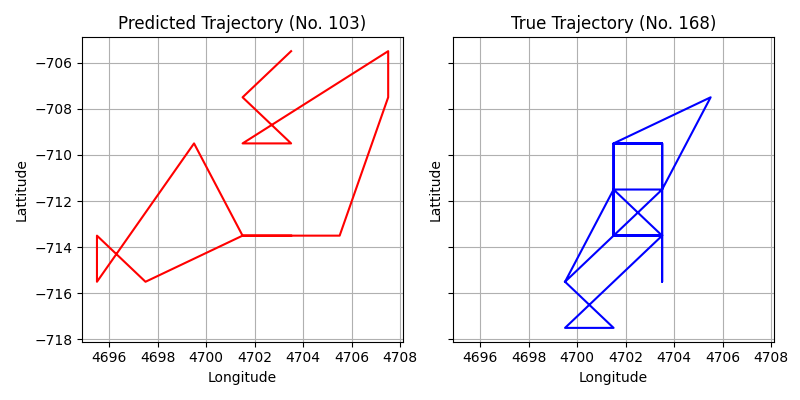 Predicted Trajectory (No. 103)
True Trajectory (No. 168)
−706
−708
−710
−712
−714
−716
−718
Lattitude
Lattitude
4696 4698 4700 4702 4704 4706 4708
4696 4698 4700 4702 4704 4706 4708
Longitude
Longitude